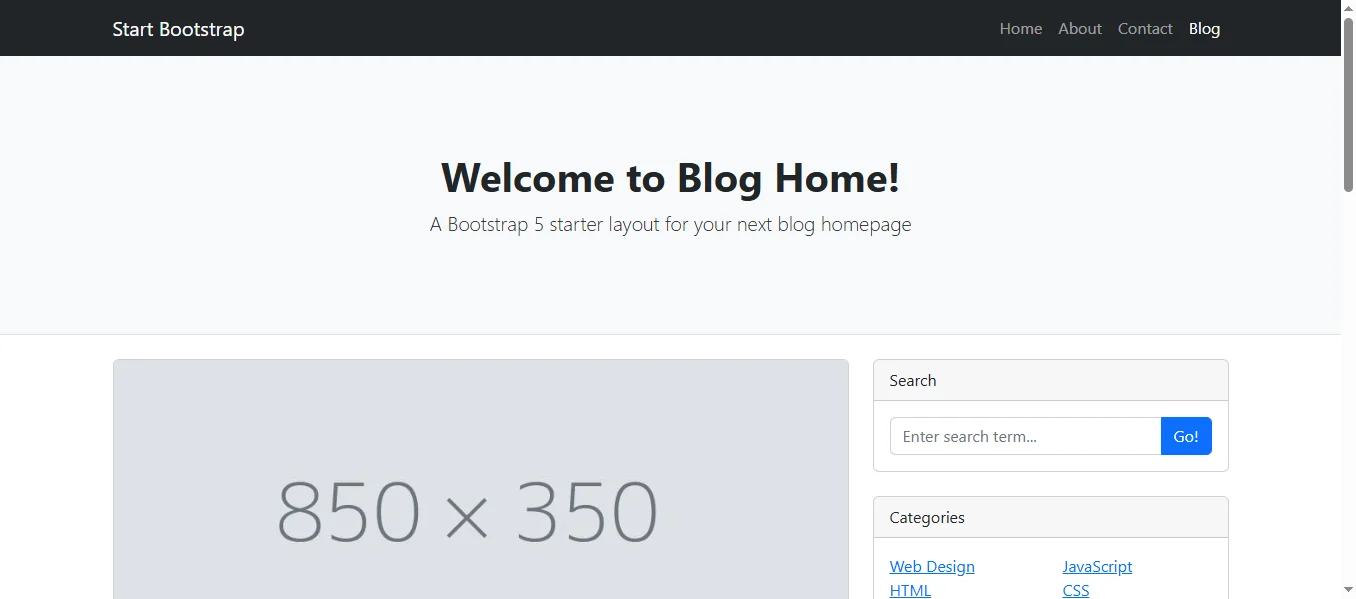 Start Bootstrap
Home About Contact Blog
Welcome to Blog Home!
A Bootstrap 5 starter layout for your next blog homepage
850 × 350
Search
Enter search term...
Go!
Categories
Web Design
JavaScript
HTML
CSS